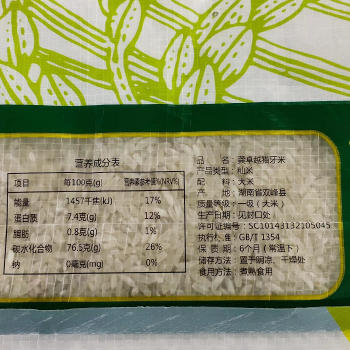 营养成分表
项目 每100克(g) 营养素参考值%(NRV%)
能量 1457千焦(kJ) 17%
蛋白质 7.4克(g) 12%
脂肪 0.8克(g) 1%
碳水化合物 76.5克(g) 26%
钠 0毫克(mg) 0%
品 名：龚卓越猫牙米
产品类型：籼米
配 料：大米
产 地：湖南省双峰县
质量等级：一级（大米）
生产日期：见封口处
许可证编号：SC10143132105045
执行标准：GB/T 1354
保 质 期：6个月（常温下）
储存方法：置于阴凉、干燥处
食用方法：煮熟食用